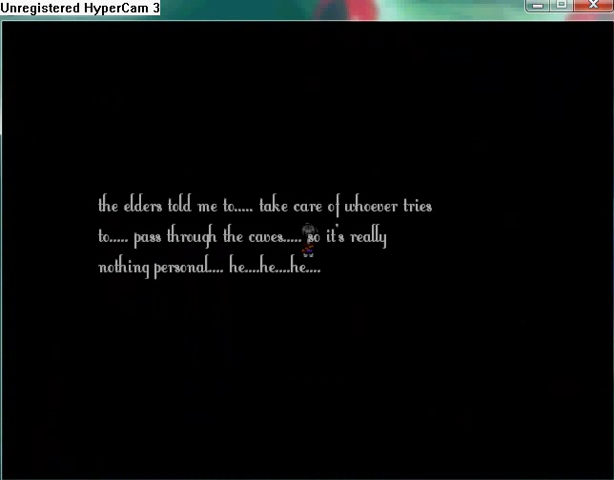 Unregistered HyperCam 3
the elders told me to..... take care of whoever tries
to..... pass through the caves..... so it's really
nothing personal.... he....he....he....